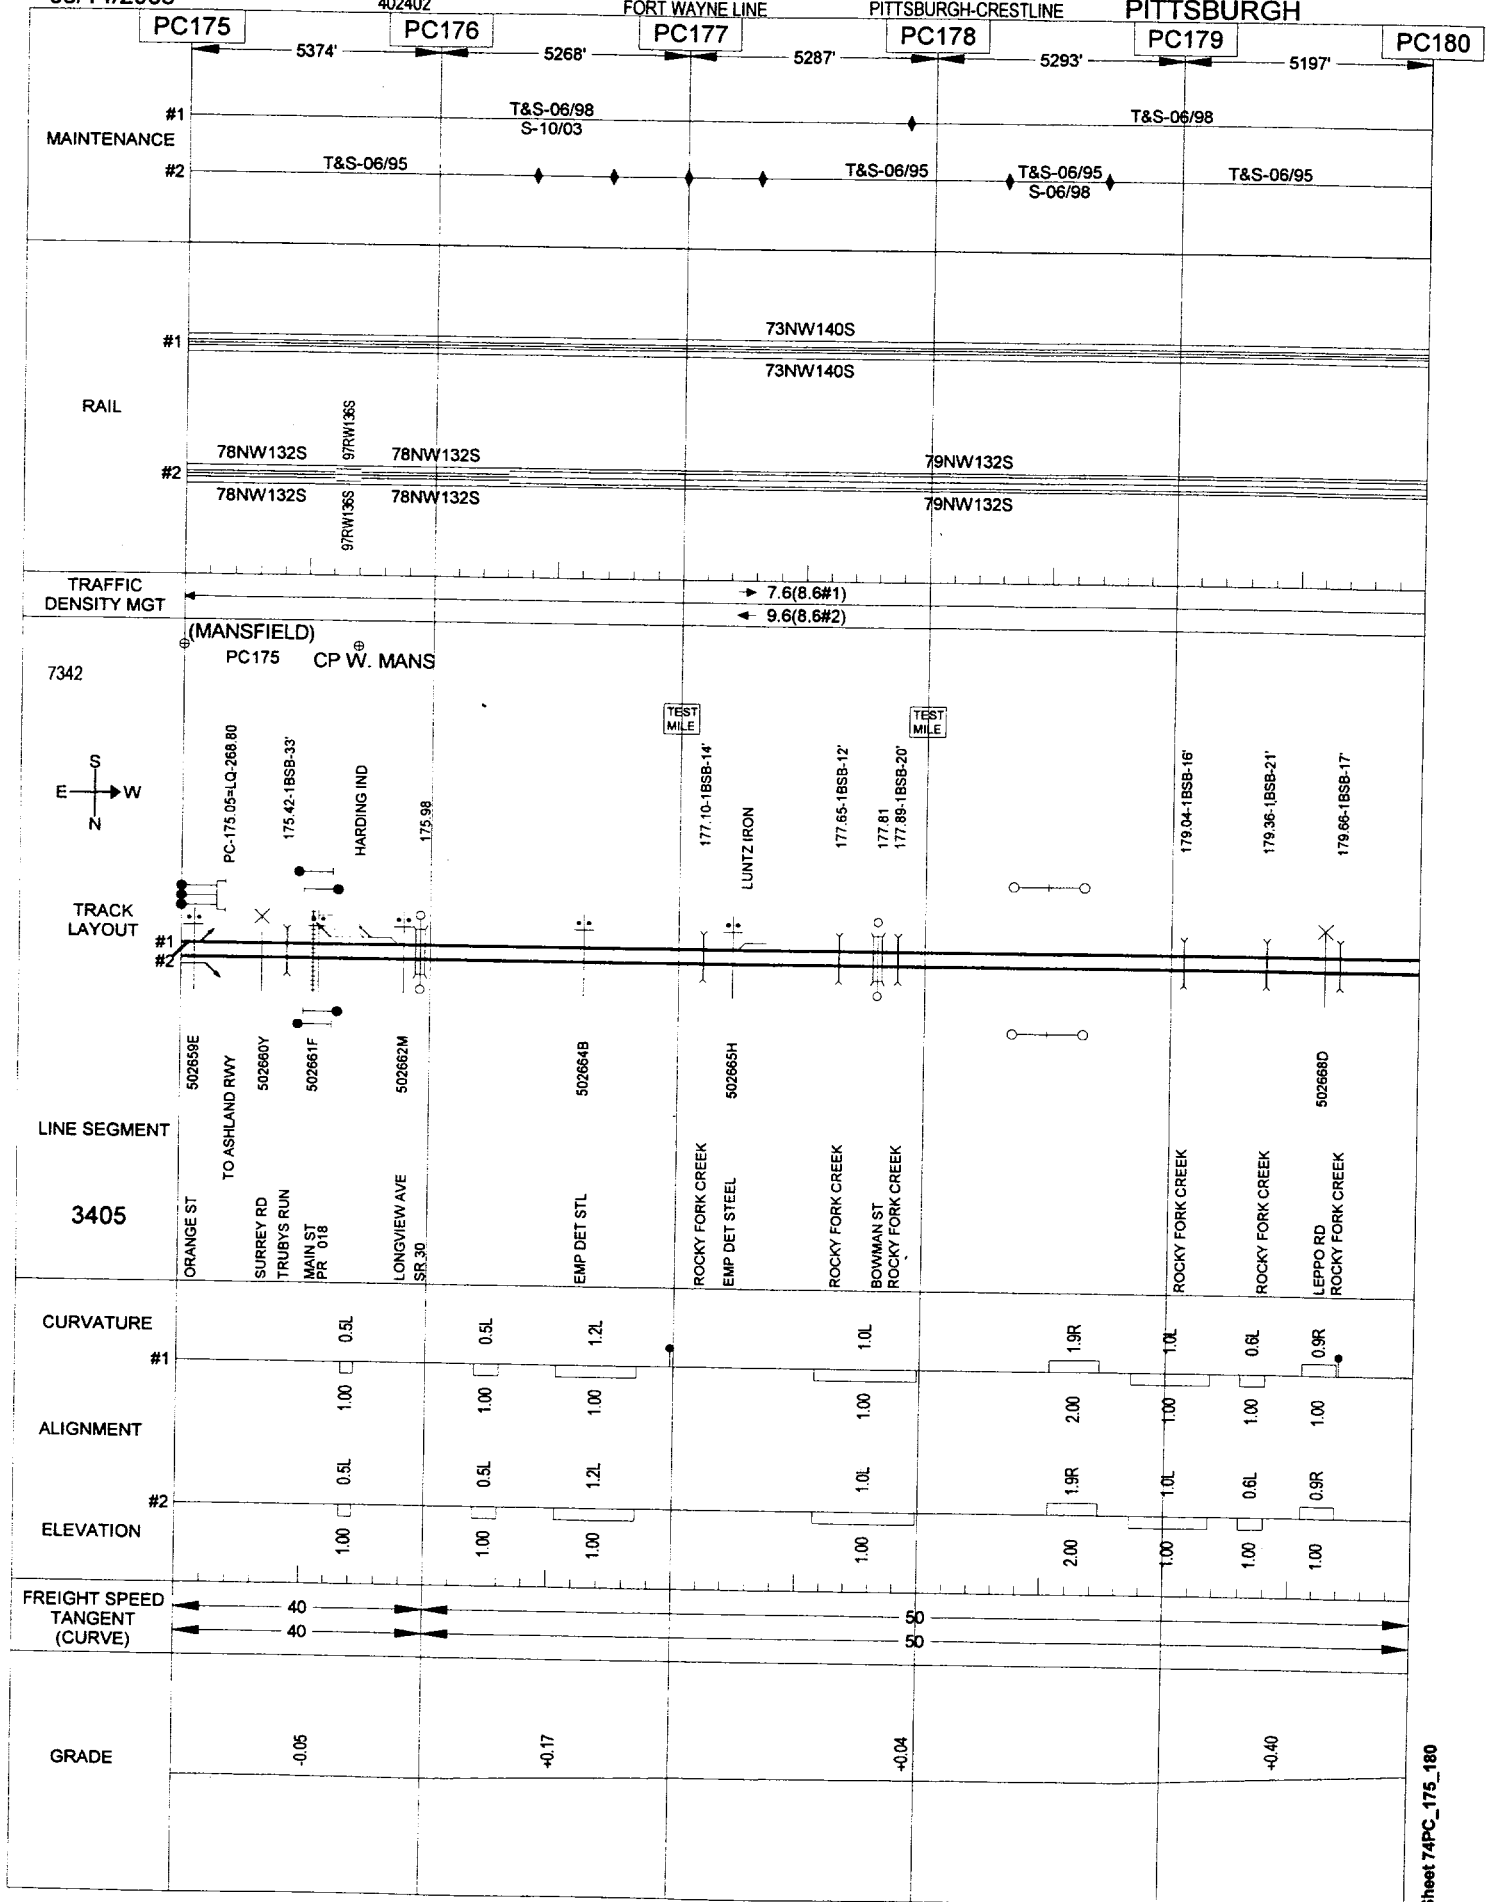 402402 FORT WAYNE LINE PITTSBURGH-CRESTLINE PITTSBURGH
PC175 PC176 PC177 PC178 PC179 PC180
5374' 5268' 5287' 5293' 5197'
MAINTENANCE
#1 T&S-06/98 T&S-06/98
S-10/03
#2 T&S-06/95 T&S-06/95 T&S-06/95 T&S-06/95
S-06/98
RAIL
#1 73NW140S
73NW140S
#2 78NW132S 97RW136S 78NW132S 79NW132S
78NW132S 97RW136S 78NW132S 79NW132S
TRAFFIC
DENSITY MGT
7.6(8.6#1)
9.6(8.6#2)
(MANSFIELD)
PC175 CP W. MANS
7342
TEST
MILE
TEST
MILE
S
E W
N
PC-175.05=LQ-268.80
175.42-1BSB-33'
HARDING IND
175.98
177.10-1BSB-14'
LUNTZ IRON
177.65-1BSB-12'
177.81
177.89-1BSB-20'
179.04-1BSB-16'
179.36-1BSB-21'
179.66-1BSB-17'
TRACK
LAYOUT
#1
#2
502659E
502660Y
502661F
502662M
502664B
502665H
502668D
LINE SEGMENT
3405
ORANGE ST
TO ASHLAND RWY
SURREY RD
TRUBYS RUN
MAIN ST
PR 018
LONGVIEW AVE
SR 30
EMP DET STL
ROCKY FORK CREEK
EMP DET STEEL
ROCKY FORK CREEK
BOWMAN ST
ROCKY FORK CREEK
ROCKY FORK CREEK
ROCKY FORK CREEK
LEPPO RD
ROCKY FORK CREEK
CURVATURE
#1
0.5L 0.5L 1.2L 1.0L 1.9R 1.0L 0.6L 0.9R
1.00 1.00 1.00 1.00 2.00 1.00 1.00 1.00
ALIGNMENT
#2
0.5L 0.5L 1.2L 1.0L 1.9R 1.0L 0.6L 0.9R
ELEVATION
1.00 1.00 1.00 1.00 2.00 1.00 1.00 1.00
FREIGHT SPEED
TANGENT
(CURVE)
40 50
40 50
GRADE
-0.05 +0.17 +0.04 +0.40
Sheet 74PC_175_180